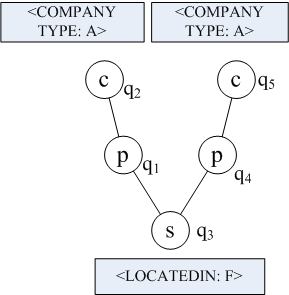 <COMPANY
TYPE: A>
<COMPANY
TYPE: A>
c
q2
c
q5
p
q1
p
q4
s
q3
<LOCATEDIN: F>